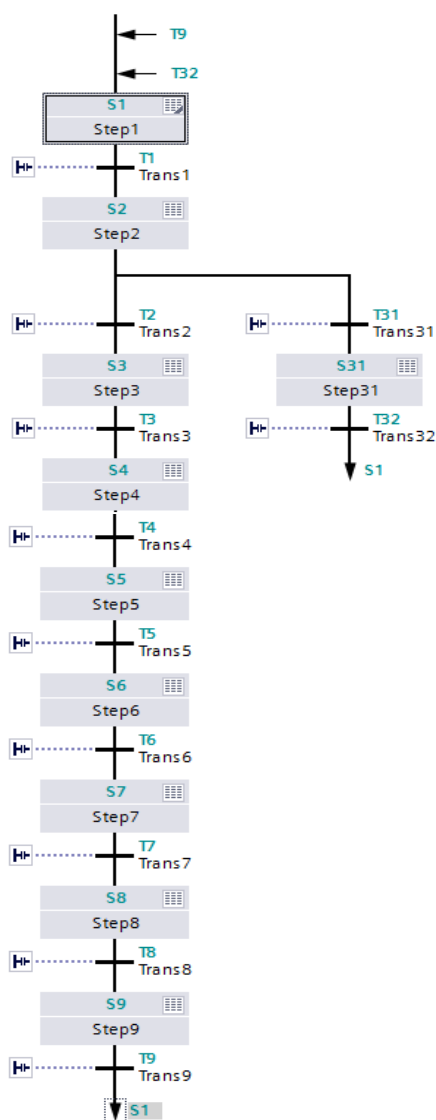 T9
T32
S1
Step1
T1
Trans1
S2
Step2
T2
Trans2
T31
Trans31
S3
Step3
S31
Step31
T3
Trans3
T32
Trans32
S4
Step4
S1
T4
Trans4
S5
Step5
T5
Trans5
S6
Step6
T6
Trans6
S7
Step7
T7
Trans7
S8
Step8
T8
Trans8
S9
Step9
T9
Trans9
S1